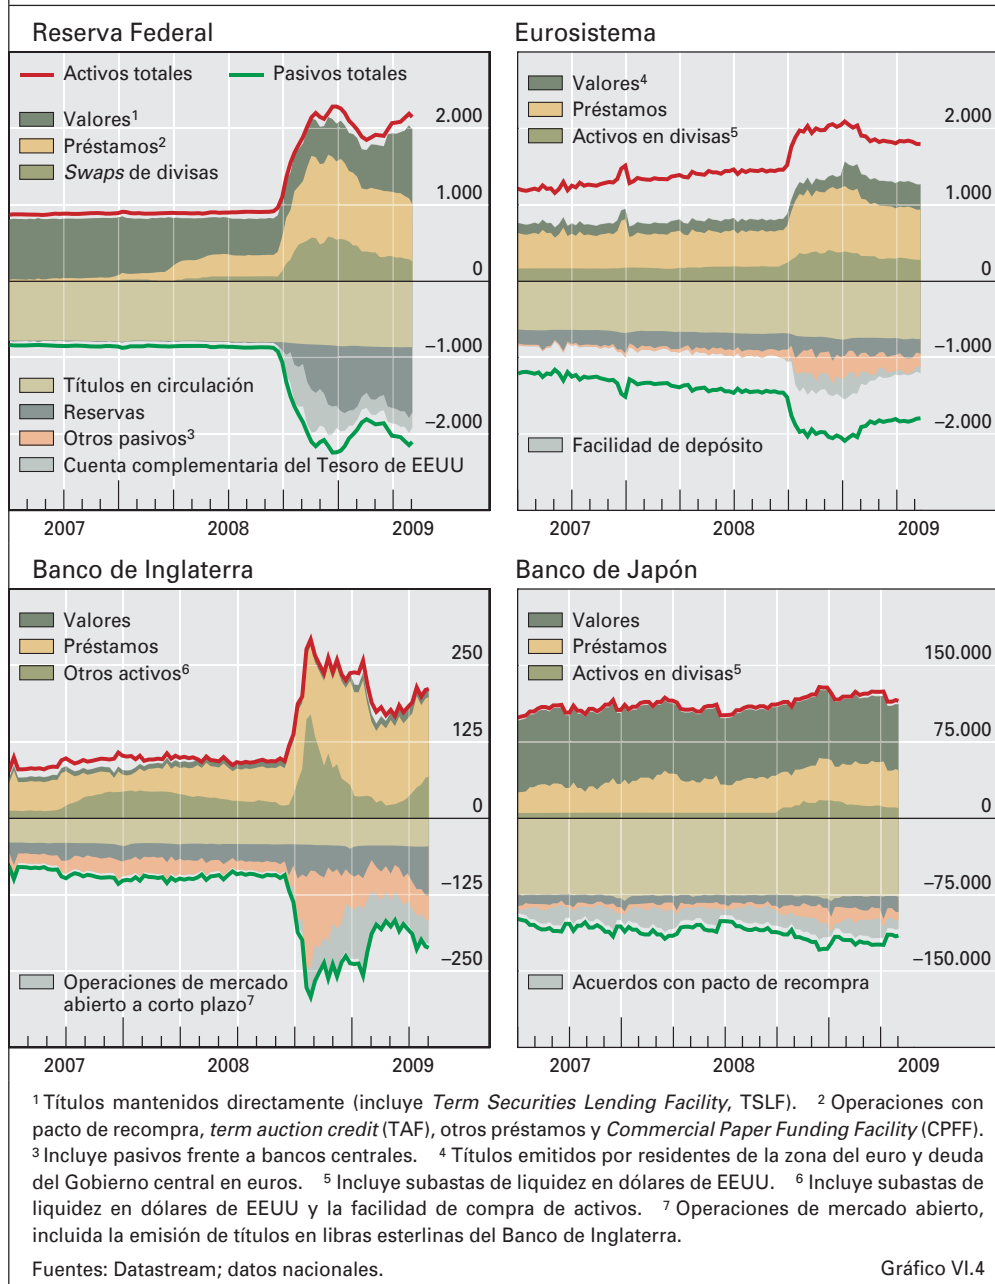 Reserva Federal
Activos totales
Pasivos totales
Valores¹
Préstamos²
Swaps de divisas
2.000
1.000
0
–1.000
–2.000
Títulos en circulación
Reservas
Otros pasivos³
Cuenta complementaria del Tesoro de EEUU
2007
2008
2009
Eurosistema
Valores⁴
Préstamos
Activos en divisas⁵
2.000
1.000
0
–1.000
–2.000
Facilidad de depósito
2007
2008
2009
Banco de Inglaterra
Valores
Préstamos
Otros activos⁶
250
125
0
–125
–250
Operaciones de mercado
abierto a corto plazo⁷
2007
2008
2009
Banco de Japón
Valores
Préstamos
Activos en divisas⁵
150.000
75.000
0
–75.000
–150.000
Acuerdos con pacto de recompra
2007
2008
2009
¹ Títulos mantenidos directamente (incluye Term Securities Lending Facility, TSLF). ² Operaciones con
pacto de recompra, term auction credit (TAF), otros préstamos y Commercial Paper Funding Facility (CPFF).
³ Incluye pasivos frente a bancos centrales. ⁴ Títulos emitidos por residentes de la zona del euro y deuda
del Gobierno central en euros. ⁵ Incluye subastas de liquidez en dólares de EEUU. ⁶ Incluye subastas de
liquidez en dólares de EEUU y la facilidad de compra de activos. ⁷ Operaciones de mercado abierto,
incluida la emisión de títulos en libras esterlinas del Banco de Inglaterra.
Fuentes: Datastream; datos nacionales.
Gráfico VI.4